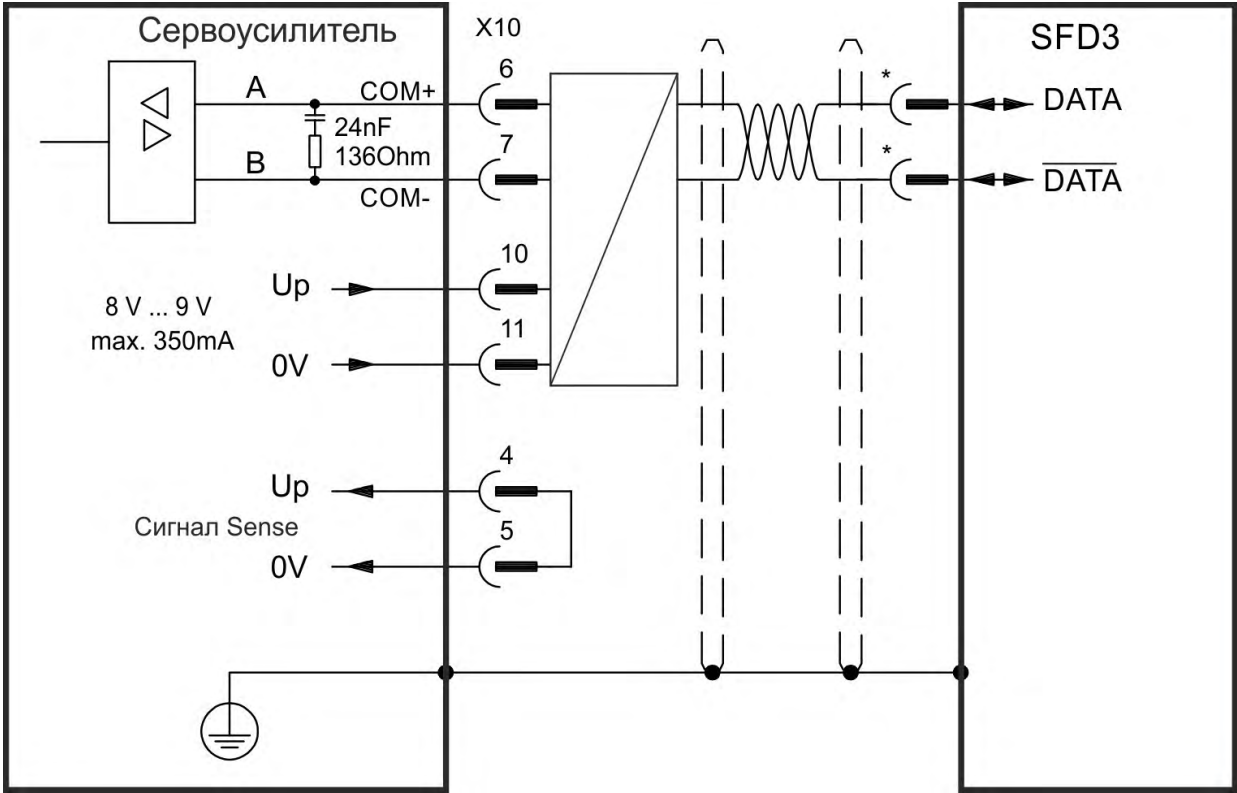 Сервоусилитель
X10
SFD3
6
*
A
COM+
DATA
24nF
136Ohm
7
*
B
COM-
DATA
10
Up
8 V ... 9 V
max. 350mA
11
0V
4
Up
Сигнал Sense
5
0V